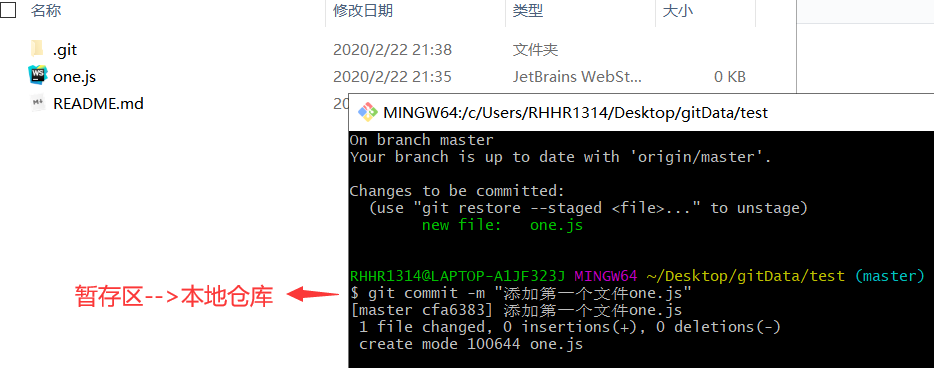 名称 修改日期 类型 大小
.git 2020/2/22 21:38 文件夹
one.js 2020/2/22 21:35 JetBrains WebSt... 0 KB
README.md 20
MINGW64:/c/Users/RHHR1314/Desktop/gitData/test
On branch master
Your branch is up to date with 'origin/master'.
Changes to be committed:
(use "git restore --staged <file>..." to unstage)
new file: one.js
RHHR1314@LAPTOP-A1JF323J MINGW64 ~/Desktop/gitData/test (master)
暂存区-->本地仓库
$ git commit -m "添加第一个文件one.js"
[master cfa6383] 添加第一个文件one.js
1 file changed, 0 insertions(+), 0 deletions(-)
create mode 100644 one.js